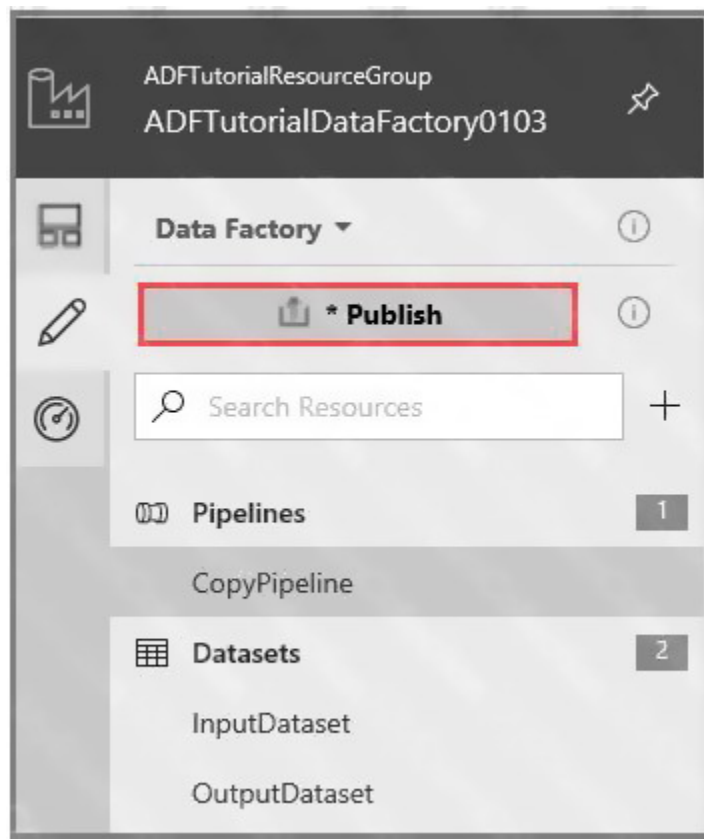 ADFTutorialResourceGroup
ADFTutorialDataFactory0103
Data Factory
* Publish
Search Resources
Pipelines 1
CopyPipeline
Datasets 2
InputDataset
OutputDataset